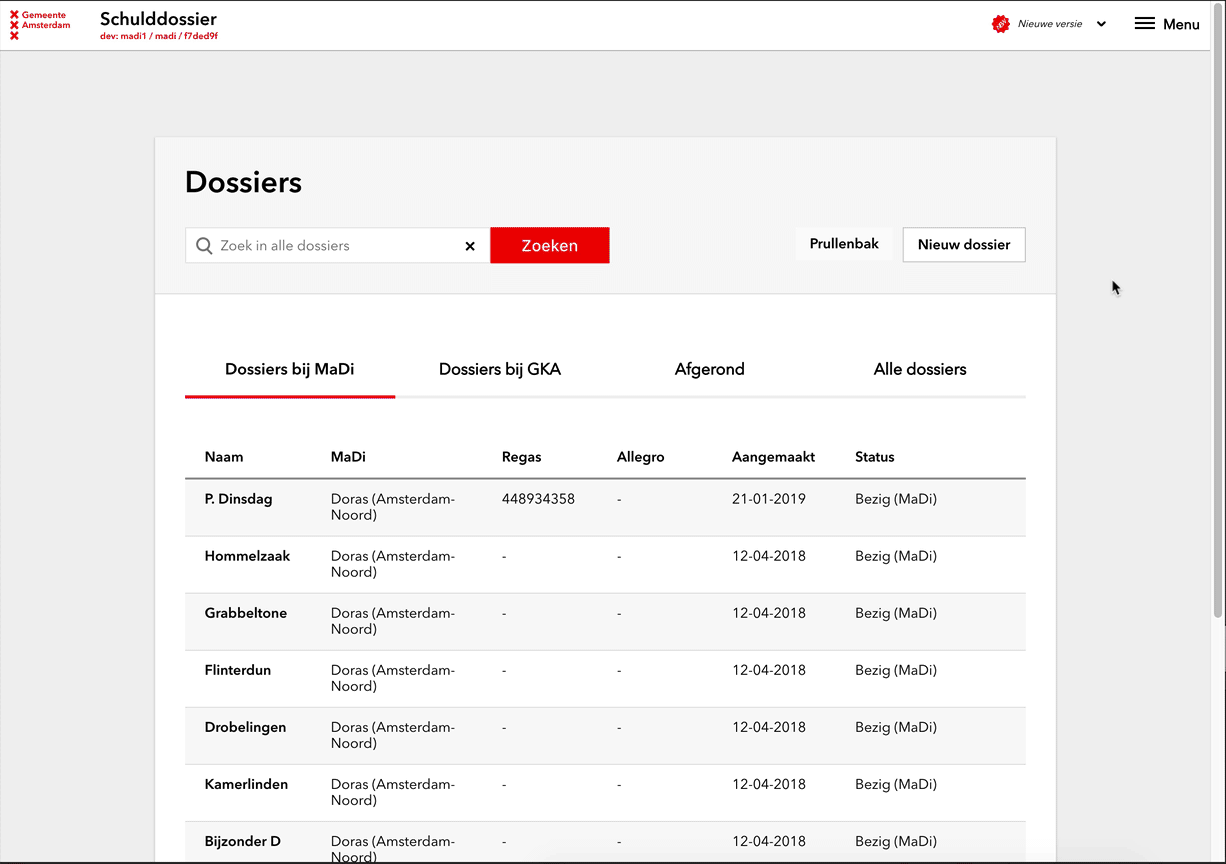 Gemeente
Amsterdam
Schulddossier
dev: madi1 / madi / f7ded9f
Nieuwe versie
Menu
Dossiers
Zoek in alle dossiers
Zoeken
Prullenbak
Nieuw dossier
Dossiers bij MaDi Dossiers bij GKA Afgerond Alle dossiers
Naam MaDi Regas Allegro Aangemaakt Status
P. Dinsdag Doras (Amsterdam- 448934358 - 21-01-2019 Bezig (MaDi)
Noord)
Hommelzaak Doras (Amsterdam- - - 12-04-2018 Bezig (MaDi)
Noord)
Grabbeltone Doras (Amsterdam- - - 12-04-2018 Bezig (MaDi)
Noord)
Flinterdun Doras (Amsterdam- - - 12-04-2018 Bezig (MaDi)
Noord)
Drobelingen Doras (Amsterdam- - - 12-04-2018 Bezig (MaDi)
Noord)
Kamerlinden Doras (Amsterdam- - - 12-04-2018 Bezig (MaDi)
Noord)
Bijzonder D Doras (Amsterdam- - - 12-04-2018 Bezig (MaDi)
Noord)